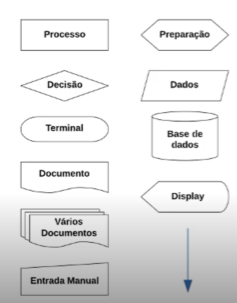 Processo
Preparação
Decisão
Dados
Terminal
Base de
dados
Documento
Display
Vários
Documentos
Entrada Manual